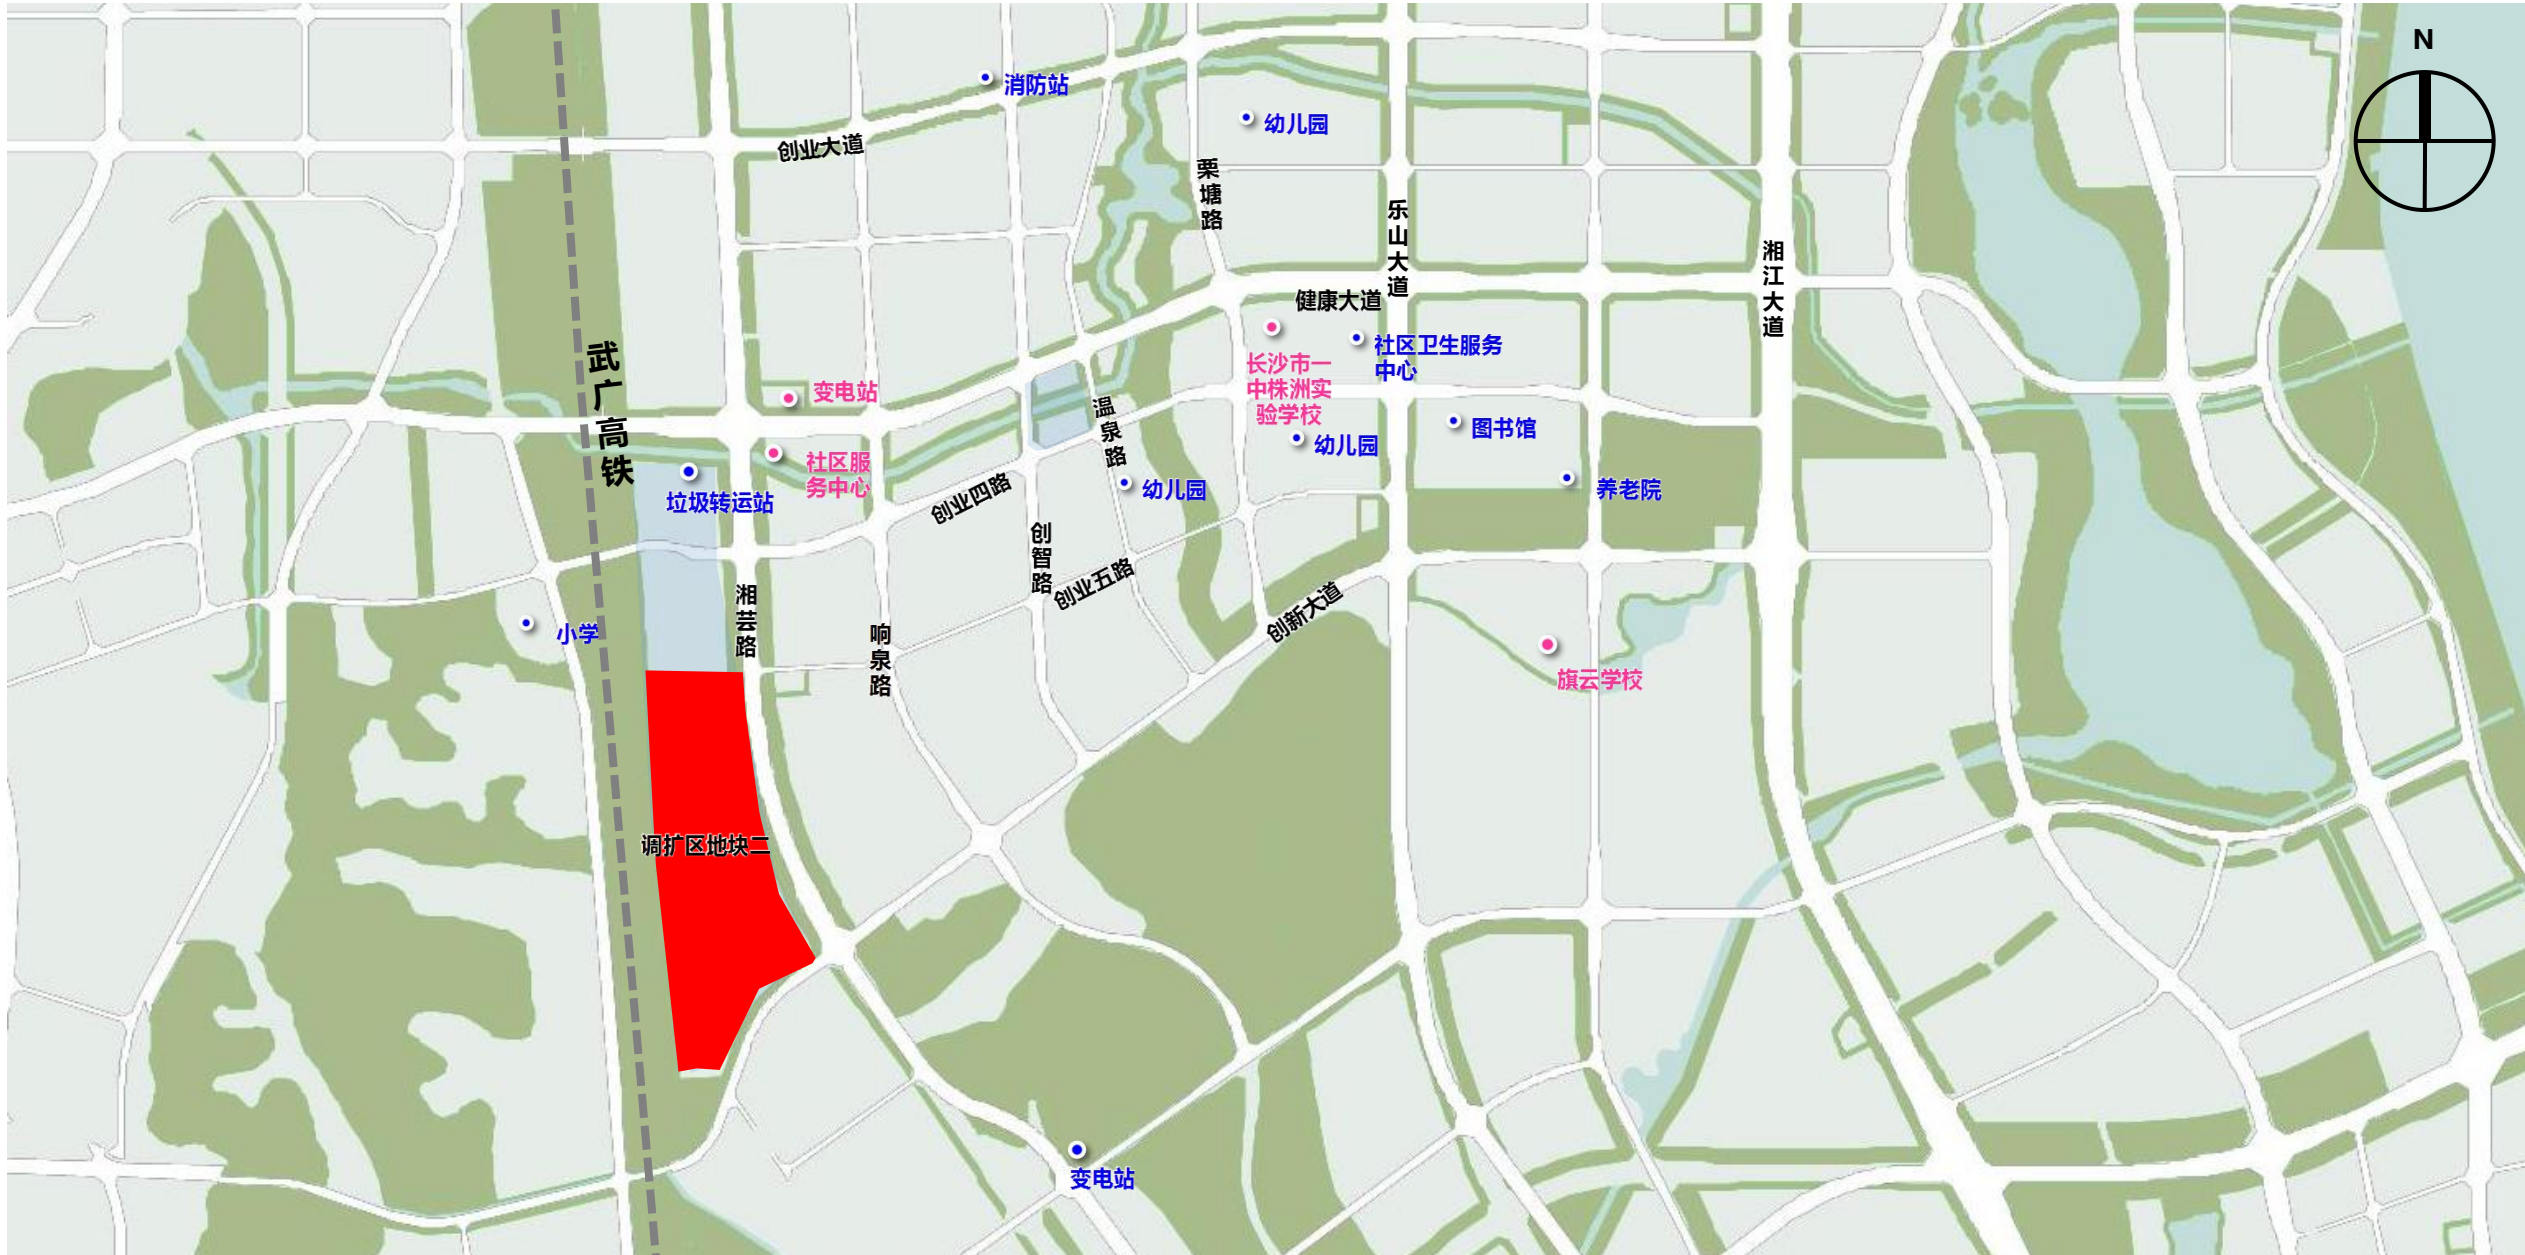 N
消防站
幼儿园
创业大道
栗塘路
乐山大道
湘江大道
健康大道
武广高铁
社区卫生服务
中心
长沙市一
中株洲实
验学校
变电站
温泉路
图书馆
幼儿园
社区服
务中心
垃圾转运站
创业四路
幼儿园
养老院
创智路
创业五路
湘芸路
创新大道
小学
响泉路
旗云学校
调扩区地块二
变电站